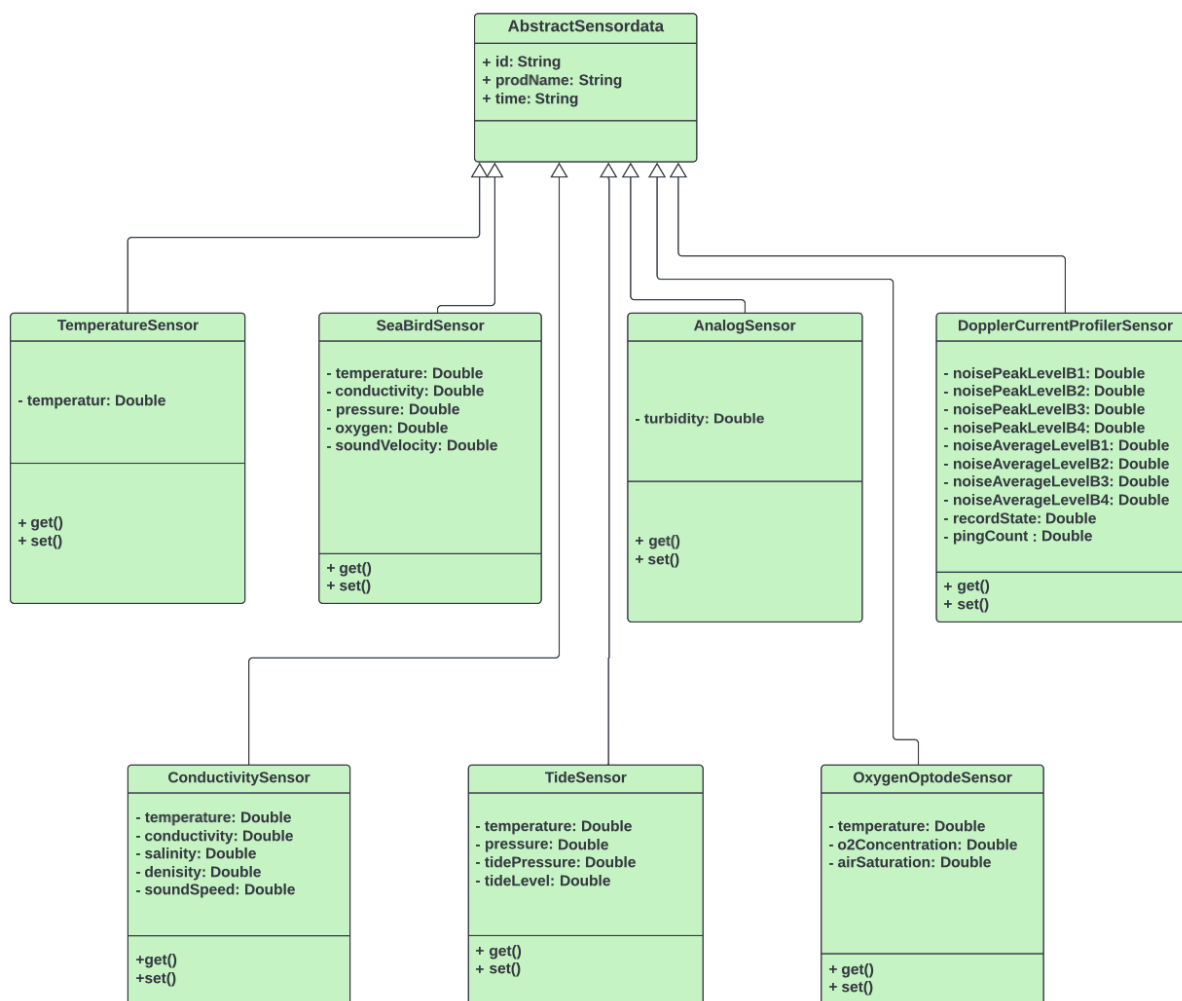 AbstractSensordata
+ id: String
+ prodName: String
+ time: String
TemperatureSensor
- temperatur: Double
+ get()
+ set()
SeaBirdSensor
- temperature: Double
- conductivity: Double
- pressure: Double
- oxygen: Double
- soundVelocity: Double
+ get()
+ set()
AnalogSensor
- turbidity: Double
+ get()
+ set()
DopplerCurrentProfilerSensor
- noisePeakLevelB1: Double
- noisePeakLevelB2: Double
- noisePeakLevelB3: Double
- noisePeakLevelB4: Double
- noiseAverageLevelB1: Double
- noiseAverageLevelB2: Double
- noiseAverageLevelB3: Double
- noiseAverageLevelB4: Double
- recordState: Double
- pingCount : Double
+ get()
+ set()
ConductivitySensor
- temperature: Double
- conductivity: Double
- salinity: Double
- denisity: Double
- soundSpeed: Double
+get()
+set()
TideSensor
- temperature: Double
- pressure: Double
- tidePressure: Double
- tideLevel: Double
+ get()
+ set()
OxygenOptodeSensor
- temperature: Double
- o2Concentration: Double
- airSaturation: Double
+ get()
+ set()